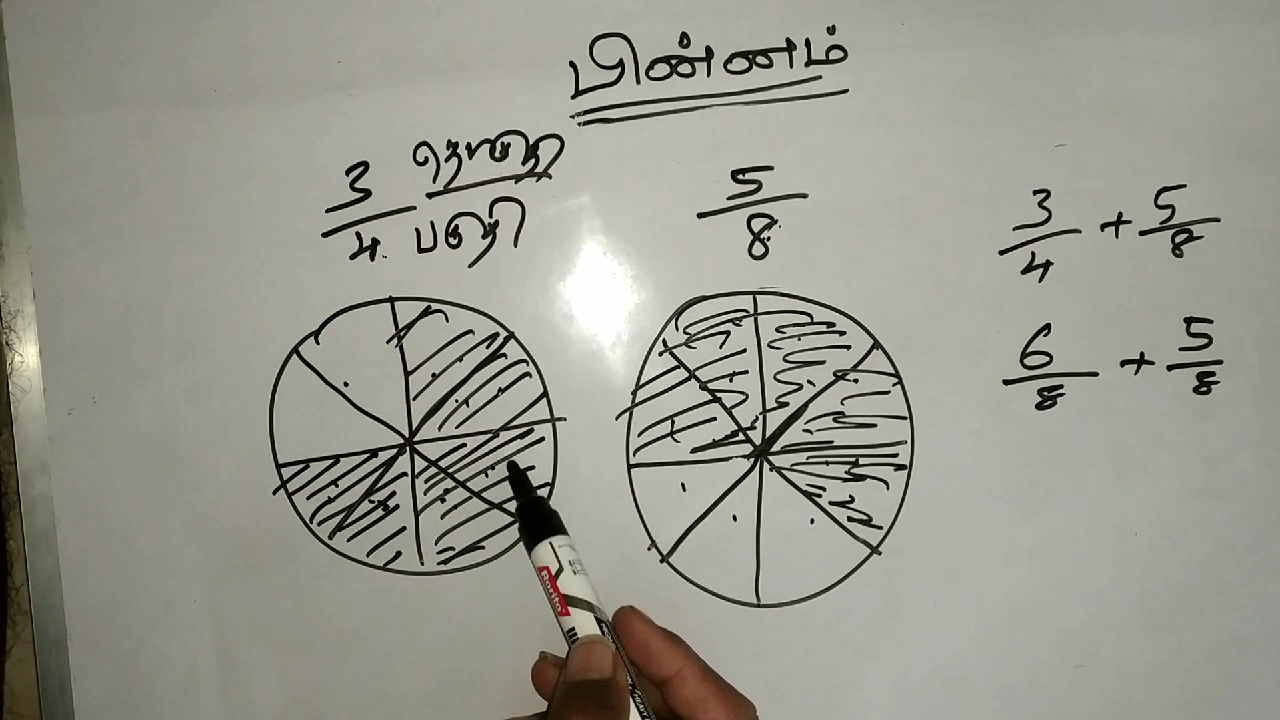 பின்னம்
3/4 தொகுதி/பகுதி
5/8
3/4 + 5/8
6/8 + 5/8